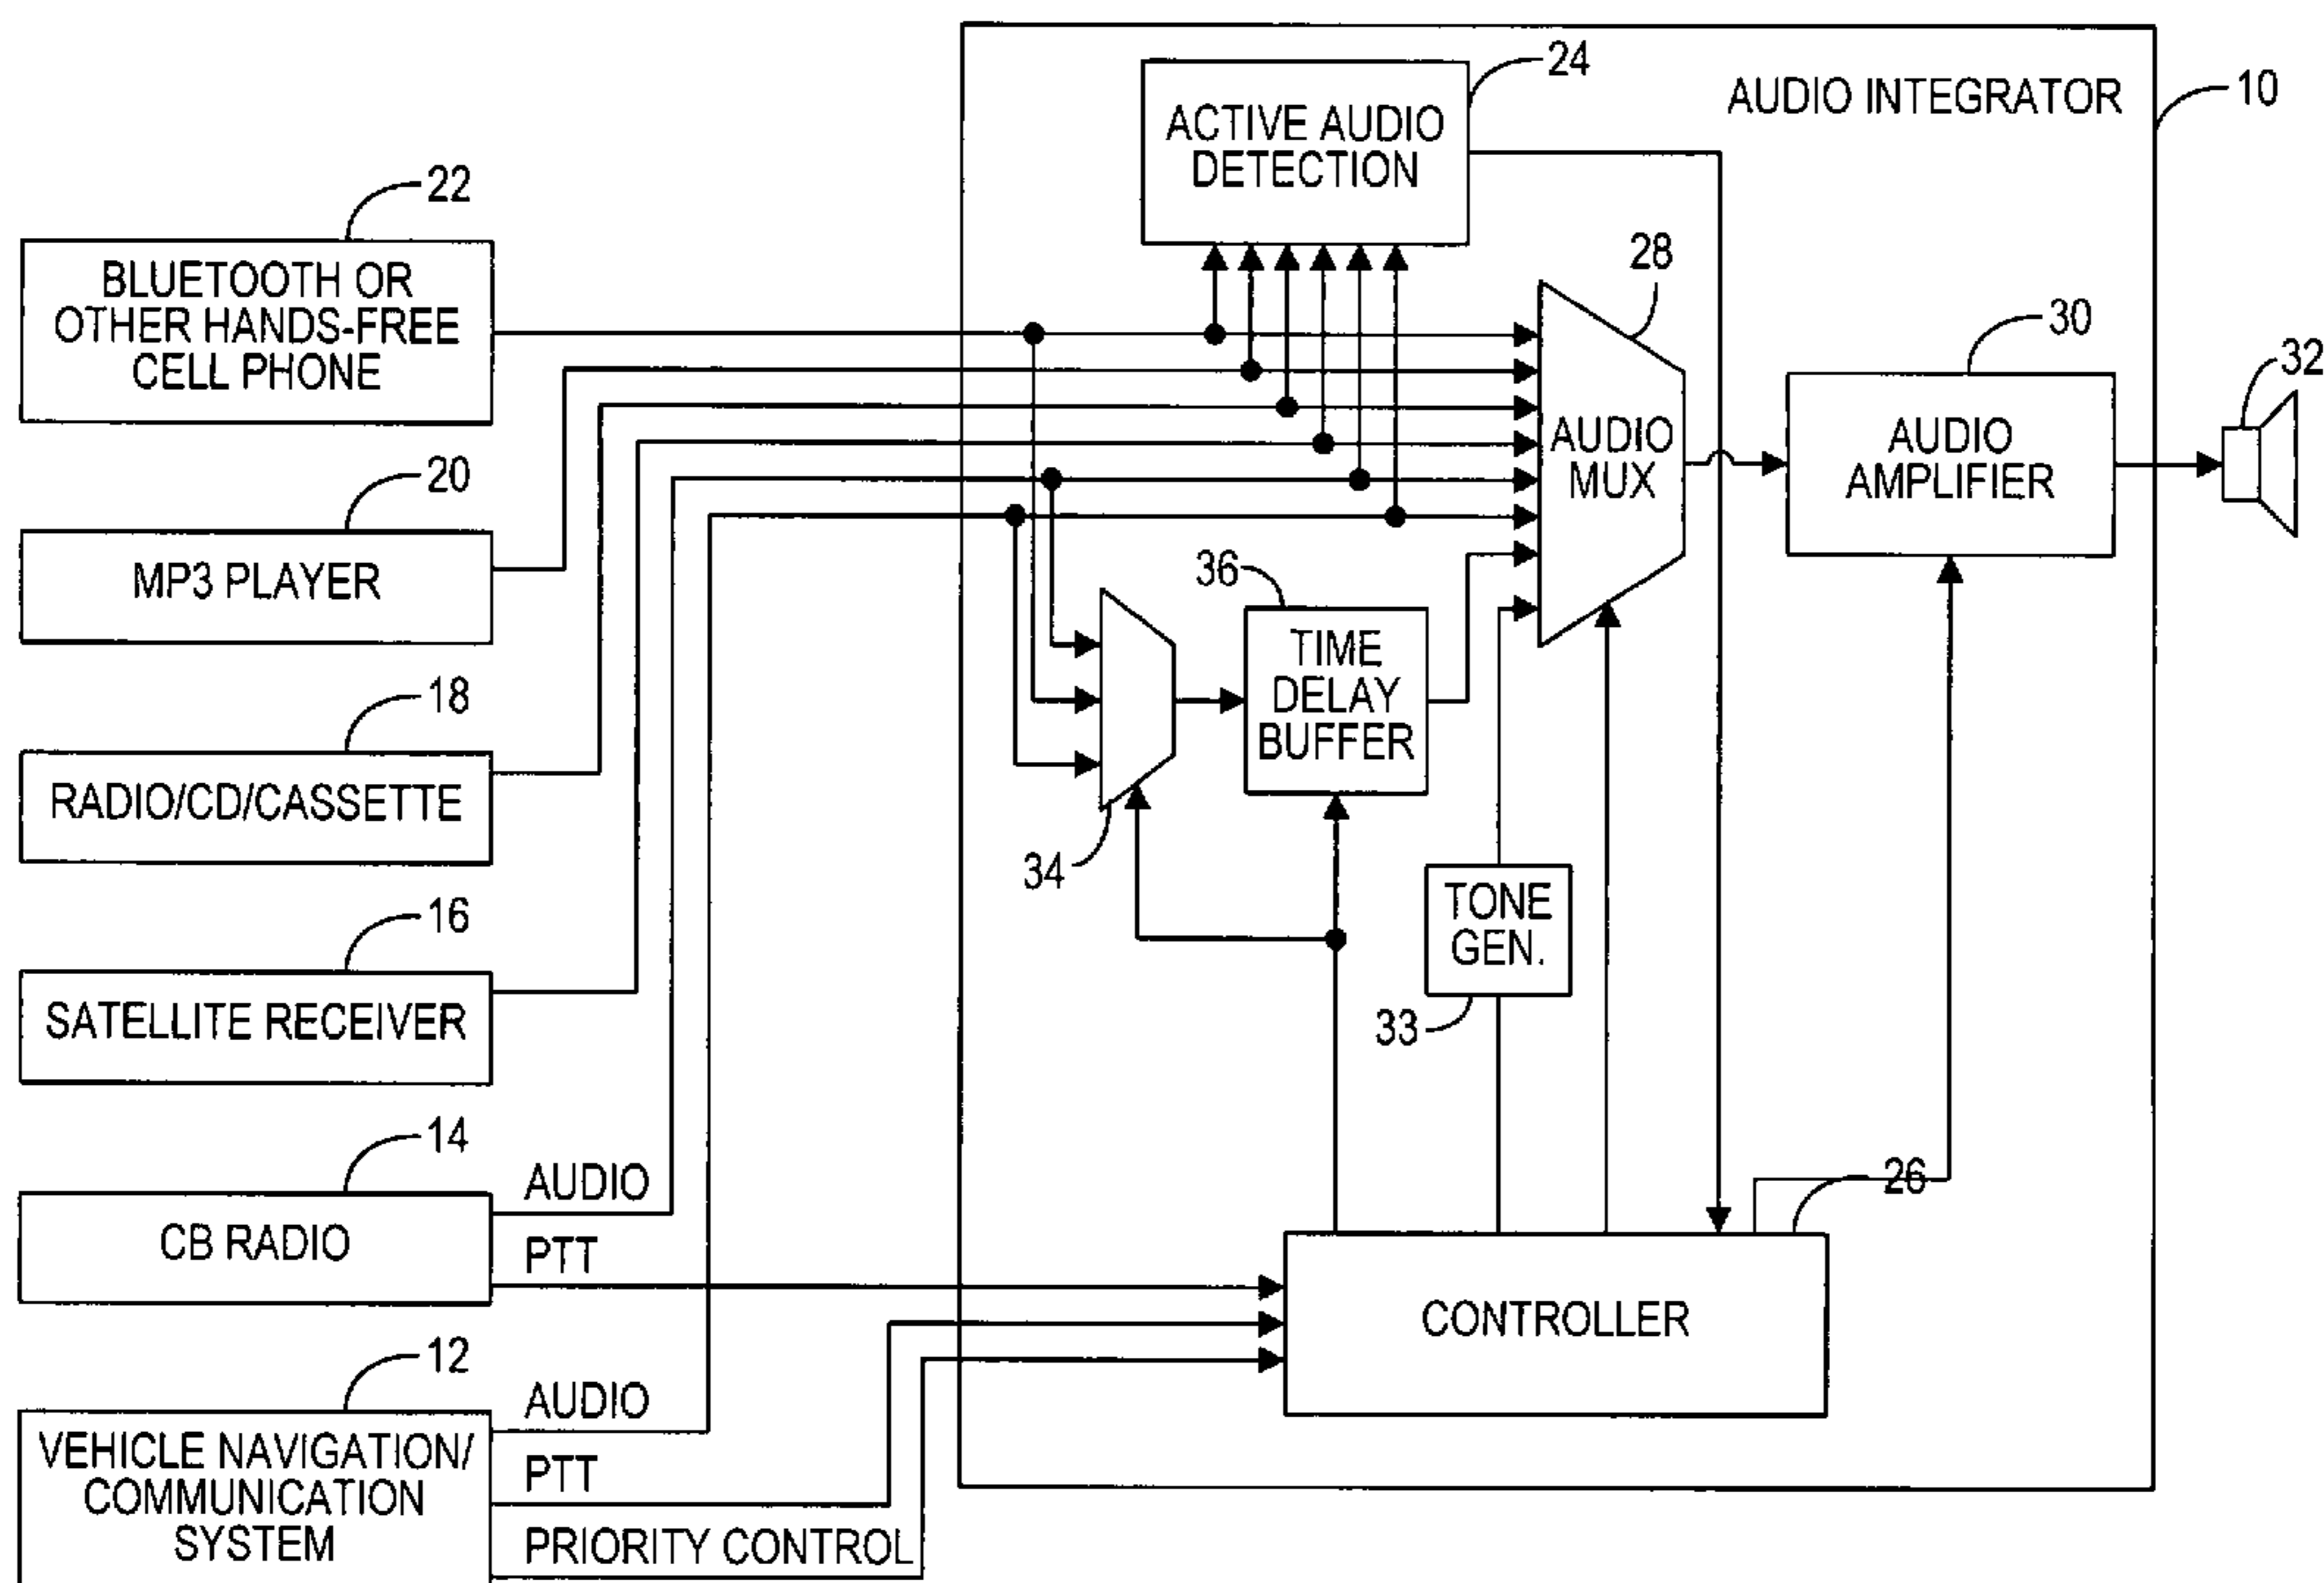 24
AUDIO INTEGRATOR
10
ACTIVE AUDIO
DETECTION
22
BLUETOOTH OR
OTHER HANDS-FREE
CELL PHONE
28
30
32
AUDIO
MUX
AUDIO
AMPLIFIER
20
MP3 PLAYER
36
TIME
DELAY
BUFFER
18
RADIO/CD/CASSETTE
34
TONE
GEN.
33
16
SATELLITE RECEIVER
14
AUDIO
CB RADIO
PTT
26
CONTROLLER
12
AUDIO
VEHICLE NAVIGATION/
COMMUNICATION
SYSTEM
PTT
PRIORITY CONTROL